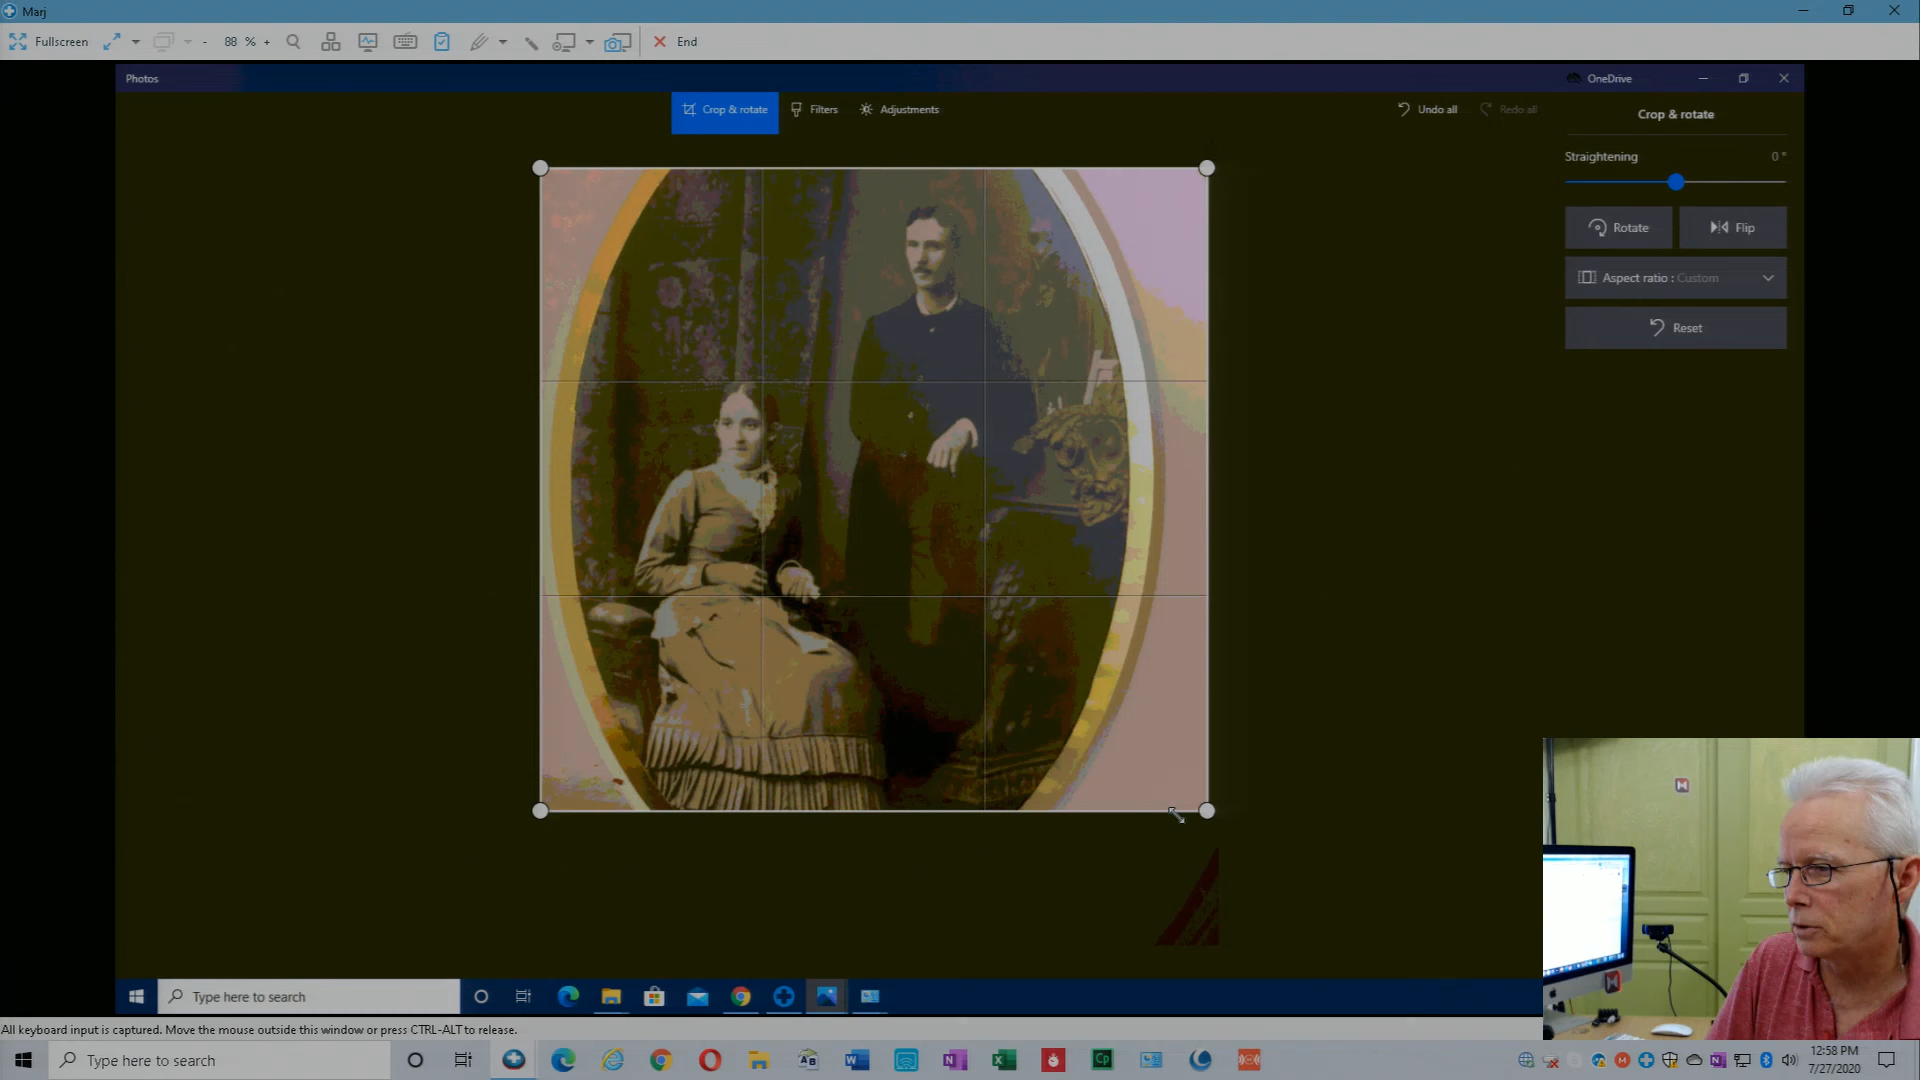 Marj
Fullscreen
- 88 % +
End
Photos
OneDrive
Crop & rotate
Filters
Adjustments
Undo all
Redo all
Crop & rotate
Straightening
0 °
Rotate
Flip
Aspect ratio : Custom
Reset
Type here to search
All keyboard input is captured. Move the mouse outside this window or press CTRL-ALT to release.
Type here to search
12:58 PM
7/27/2020